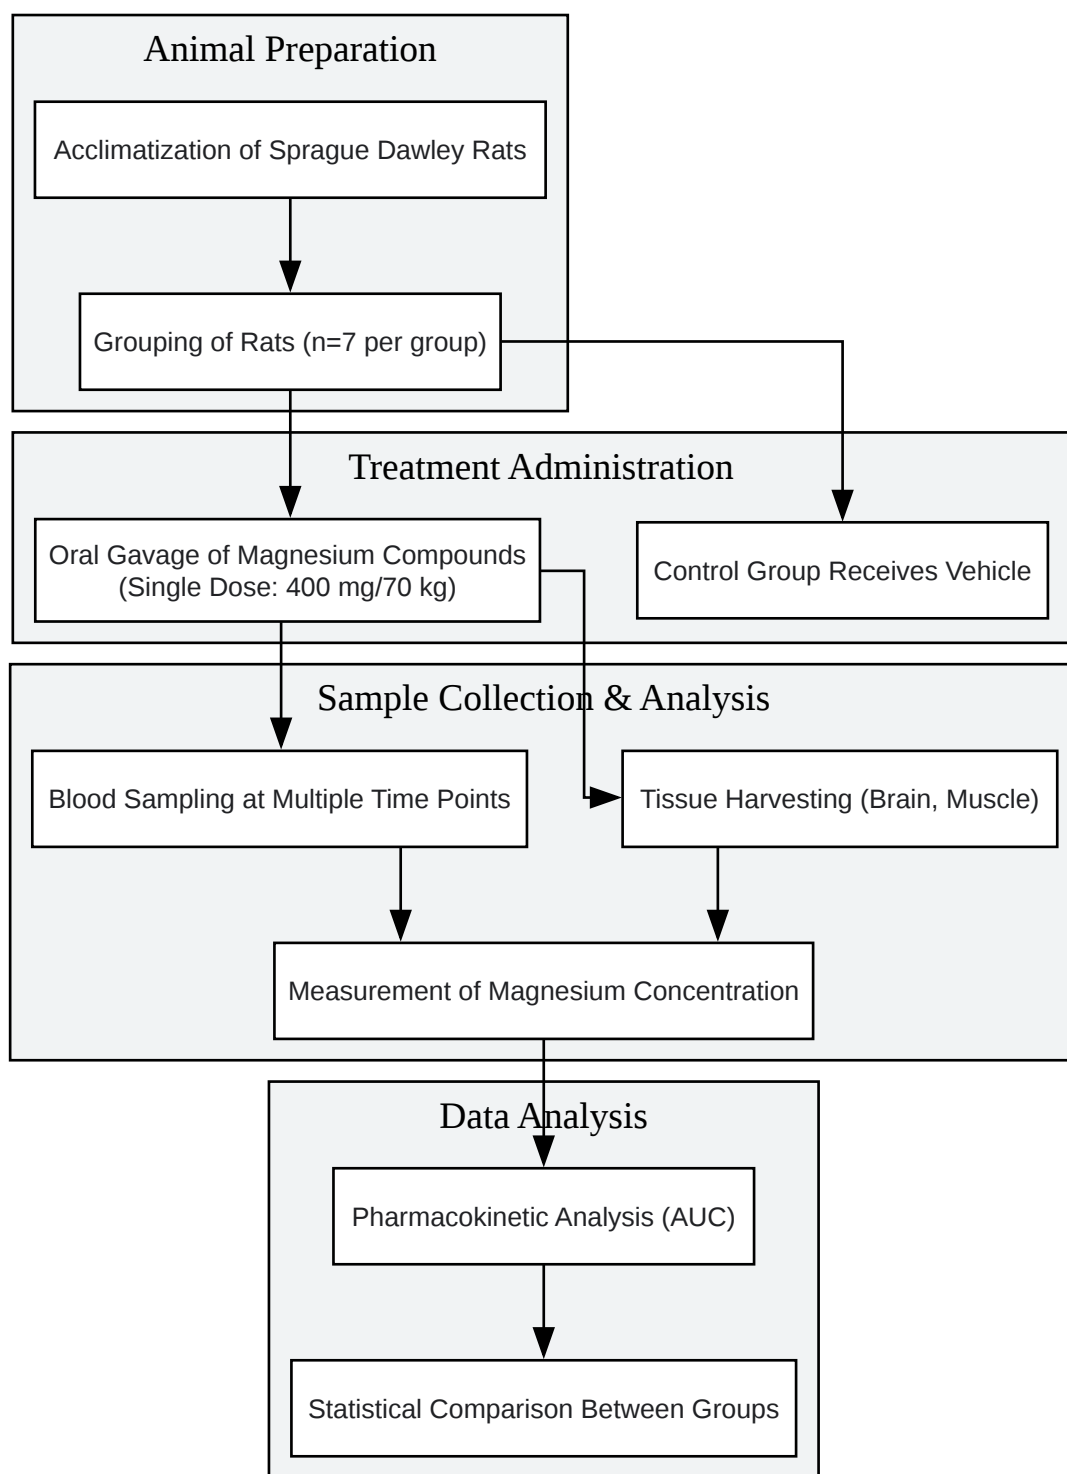 Animal Preparation
Acclimatization of Sprague Dawley Rats
Grouping of Rats (n=7 per group)
Treatment Administration
Oral Gavage of Magnesium Compounds
(Single Dose: 400 mg/70 kg)
Control Group Receives Vehicle
Sample Collection & Analysis
Blood Sampling at Multiple Time Points
Tissue Harvesting (Brain, Muscle)
Measurement of Magnesium Concentration
Data Analysis
Pharmacokinetic Analysis (AUC)
Statistical Comparison Between Groups